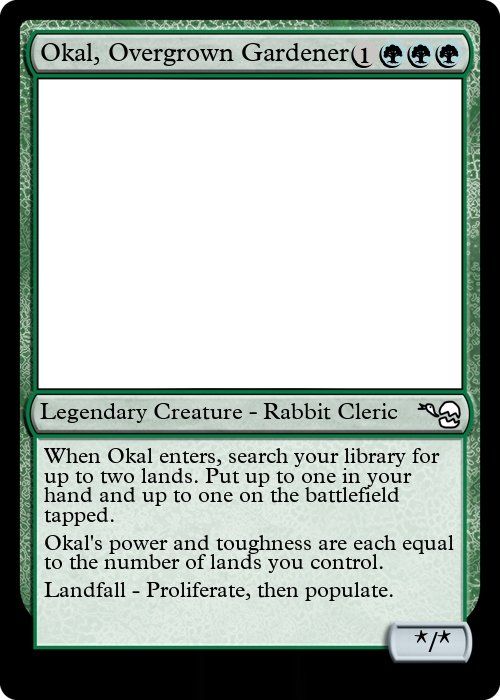 Okal, Overgrown Gardener 1
Legendary Creature - Rabbit Cleric
When Okal enters, search your library for
up to two lands. Put up to one in your
hand and up to one on the battlefield
tapped.
Okal's power and toughness are each equal
to the number of lands you control.
Landfall - Proliferate, then populate.
*/*